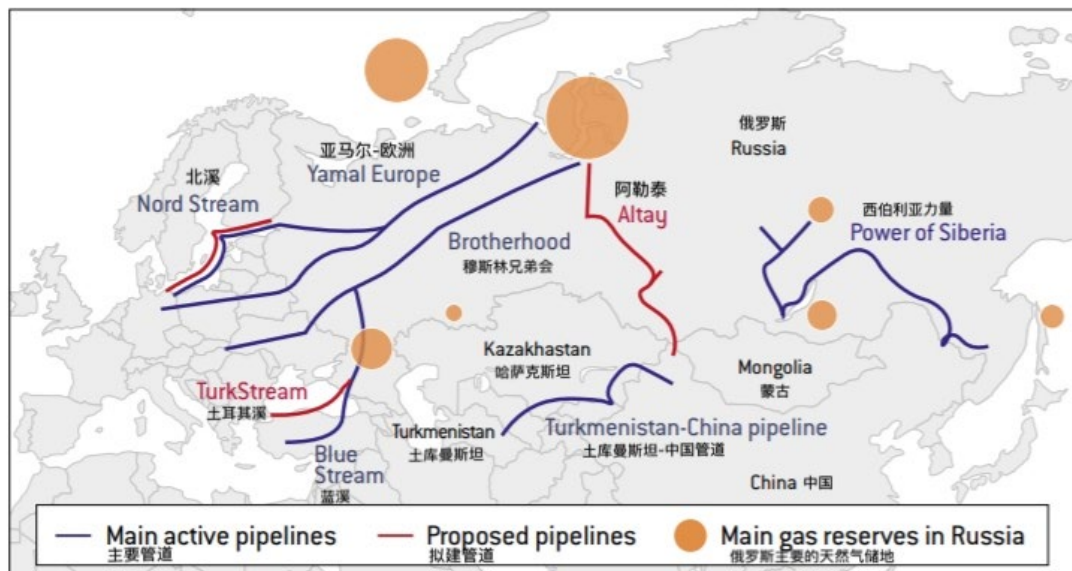 俄罗斯
Russia
亚马尔-欧洲
Yamal Europe
北溪
Nord Stream
阿勒泰
Altay
西伯利亚力量
Power of Siberia
Brotherhood
穆斯林兄弟会
Kazakhastan
哈萨克斯坦
Mongolia
蒙古
TurkStream
土耳其溪
Turkmenistan
土库曼斯坦
Turkmenistan-China pipeline
土库曼斯坦-中国管道
Blue
Stream
蓝溪
China 中国
Main active pipelines
主要管道
Proposed pipelines
拟建管道
Main gas reserves in Russia
俄罗斯主要的天然气储地